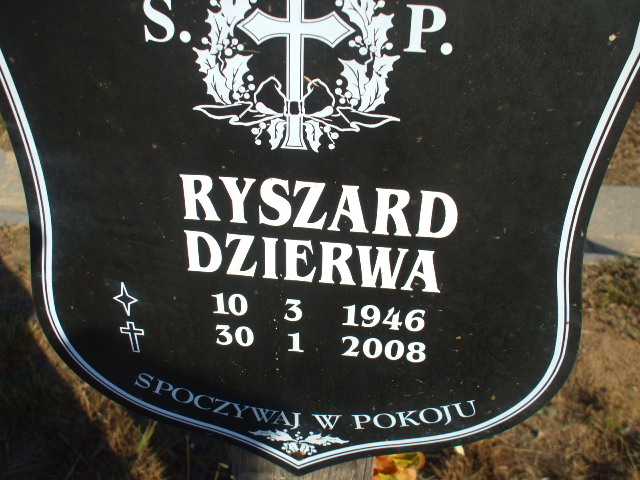 S. P.
RYSZARD
DZIERWA
10 3 1946
30 1 2008
SPOCZYWAJ W POKOJU